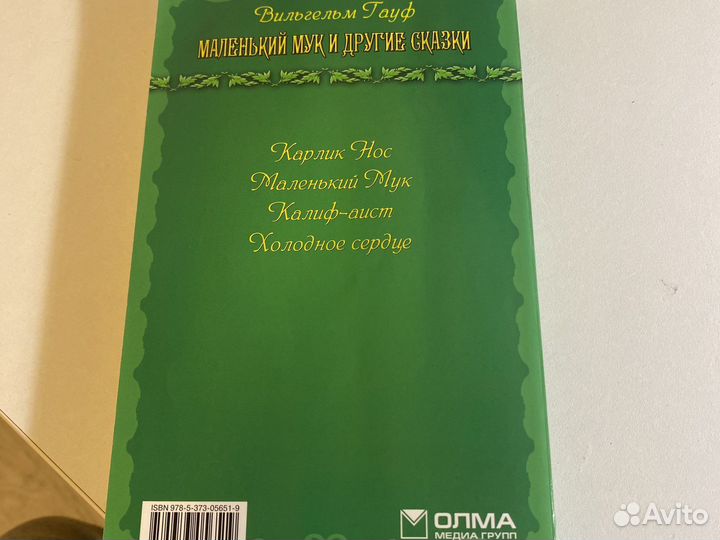 Вильгельм Гауф
МАЛЕНЬКИЙ МУК И ДРУГИЕ СКАЗКИ
Карлик Нос
Маленький Мук
Калиф-аист
Холодное сердце
ISBN 978-5-373-05651-9
ОЛМА
МЕДИА ГРУПП
Avito